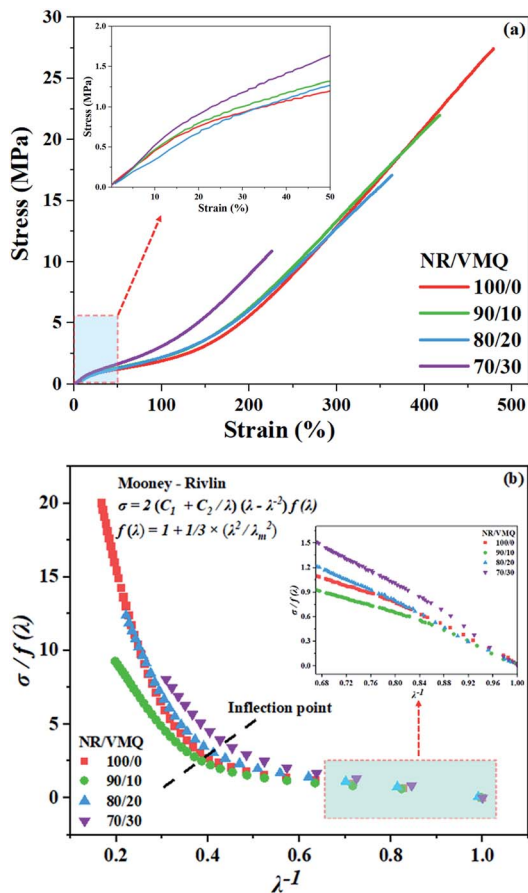 (a)
2.0
1.5
1.0
0.5
0.0
Stress (MPa)
0 10 20 30 40 50
Strain (%)
30
25
20
15
10
5
0
Stress (MPa)
NR/VMQ
100/0
90/10
80/20
70/30
0 100 200 300 400 500
Strain (%)
(b)
Mooney - Rivlin
σ = 2 (C₁ + C₂ / λ) (λ - λ⁻²) f (λ)
f (λ) = 1 + 1/3 × (λ² / λₘ²)
20
15
10
5
0
σ / f (λ)
NR/VMQ
100/0
90/10
80/20
70/30
1.5
1.2
0.9
0.6
0.3
0.0
σ / f (λ)
0.68 0.72 0.76 0.80 0.84 0.88 0.92 0.96 1.00
λ⁻¹
Inflection point
NR/VMQ
100/0
90/10
80/20
70/30
0.2 0.4 0.6 0.8 1.0
λ⁻¹